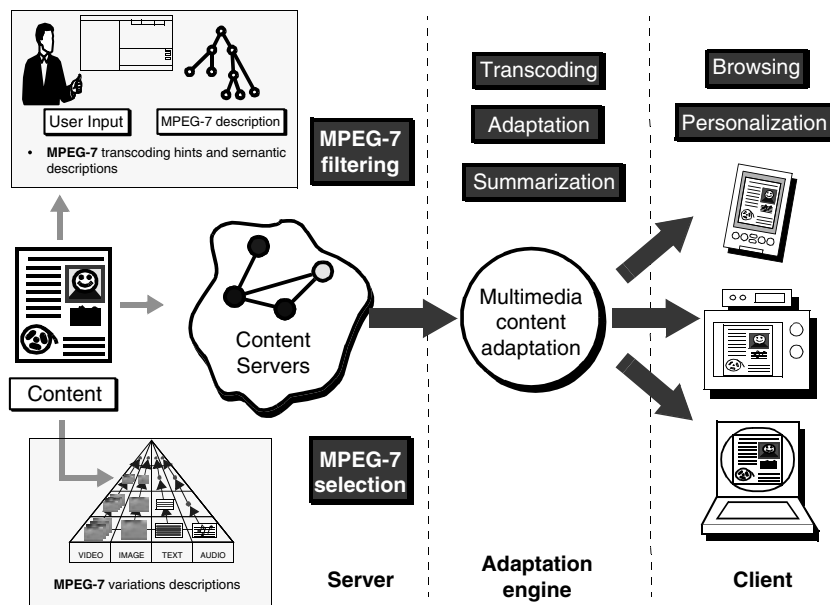 User Input
MPEG-7 description
• MPEG-7 transcoding hints and semantic
descriptions
MPEG-7
filtering
Transcoding
Adaptation
Summarization
Browsing
Personalization
Content
Content
Servers
Multimedia
content
adaptation
MPEG-7
selection
VIDEO
IMAGE
TEXT
AUDIO
MPEG-7 variations descriptions
Server
Adaptation
engine
Client